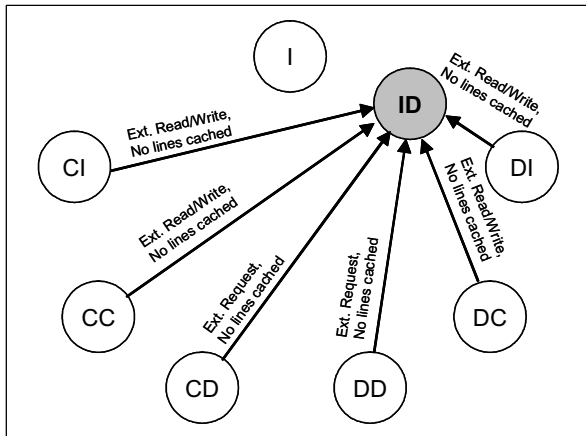 I
ID
Ext. Read/Write,
No lines cached
DI
Ext. Read/Write,
No lines cached
CI
Ext. Read/Write,
No lines cached
CC
Ext. Request,
No lines cached
CD
Ext. Request,
No lines cached
DD
Ext. Read/Write,
No lines cached
DC